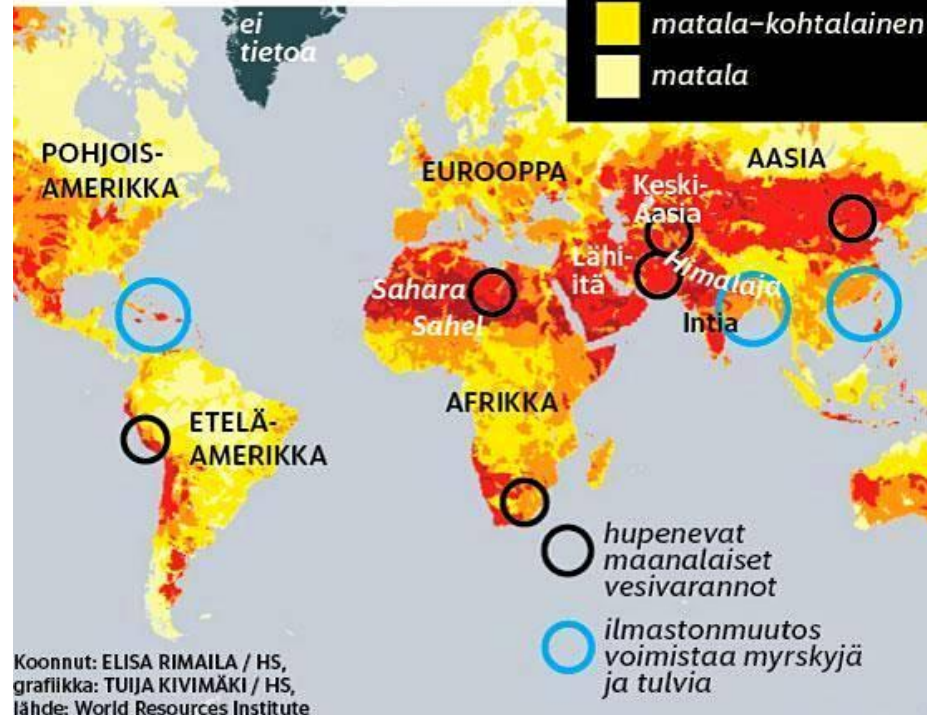 ei
tietoa
matala–kohtalainen
matala
POHJOIS-
AMERIKKA
EUROOPPA
AASIA
Keski-
Aasia
Lähi-
itä
Himalaja
Sahara
Sahel
Intia
AFRIKKA
ETELÄ-
AMERIKKA
hupenevat
maanalaiset
vesivarannot
ilmastonmuutos
voimistaa myrskyjä
ja tulvia
Koonnut: ELISA RIMAILA / HS,
grafiikka: TUIJA KIVIMÄKI / HS,
lähde: World Resources Institute